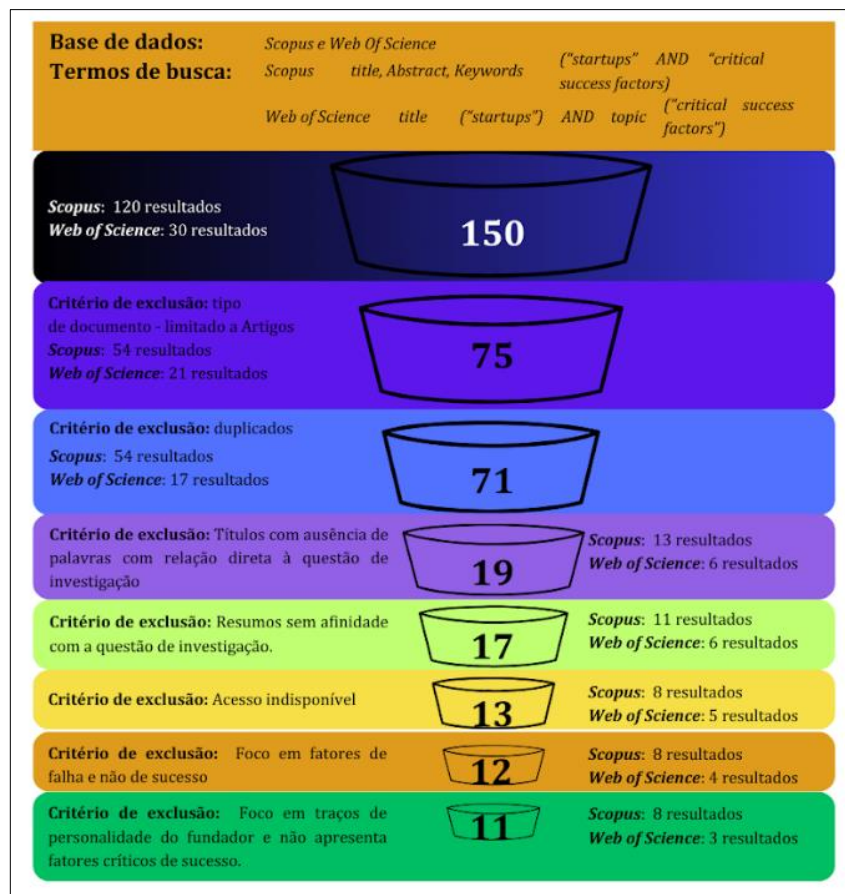 Base de dados: Scopus e Web Of Science
Termos de busca: Scopus title, Abstract, Keywords ("startups" AND "critical
success factors)
Web of Science title ("startups") AND topic ("critical success
factors")
Scopus: 120 resultados
Web of Science: 30 resultados
150
Critério de exclusão: tipo
de documento - limitado a Artigos
Scopus: 54 resultados
Web of Science: 21 resultados
75
Critério de exclusão: duplicados
Scopus: 54 resultados
Web of Science: 17 resultados
71
Critério de exclusão: Títulos com ausência de
palavras com relação direta à questão de
investigação
19
Scopus: 13 resultados
Web of Science: 6 resultados
Critério de exclusão: Resumos sem afinidade
com a questão de investigação.
17
Scopus: 11 resultados
Web of Science: 6 resultados
Critério de exclusão: Acesso indisponível
13
Scopus: 8 resultados
Web of Science: 5 resultados
Critério de exclusão: Foco em fatores de
falha e não de sucesso
12
Scopus: 8 resultados
Web of Science: 4 resultados
Critério de exclusão: Foco em traços de
personalidade do fundador e não apresenta
fatores críticos de sucesso.
11
Scopus: 8 resultados
Web of Science: 3 resultados